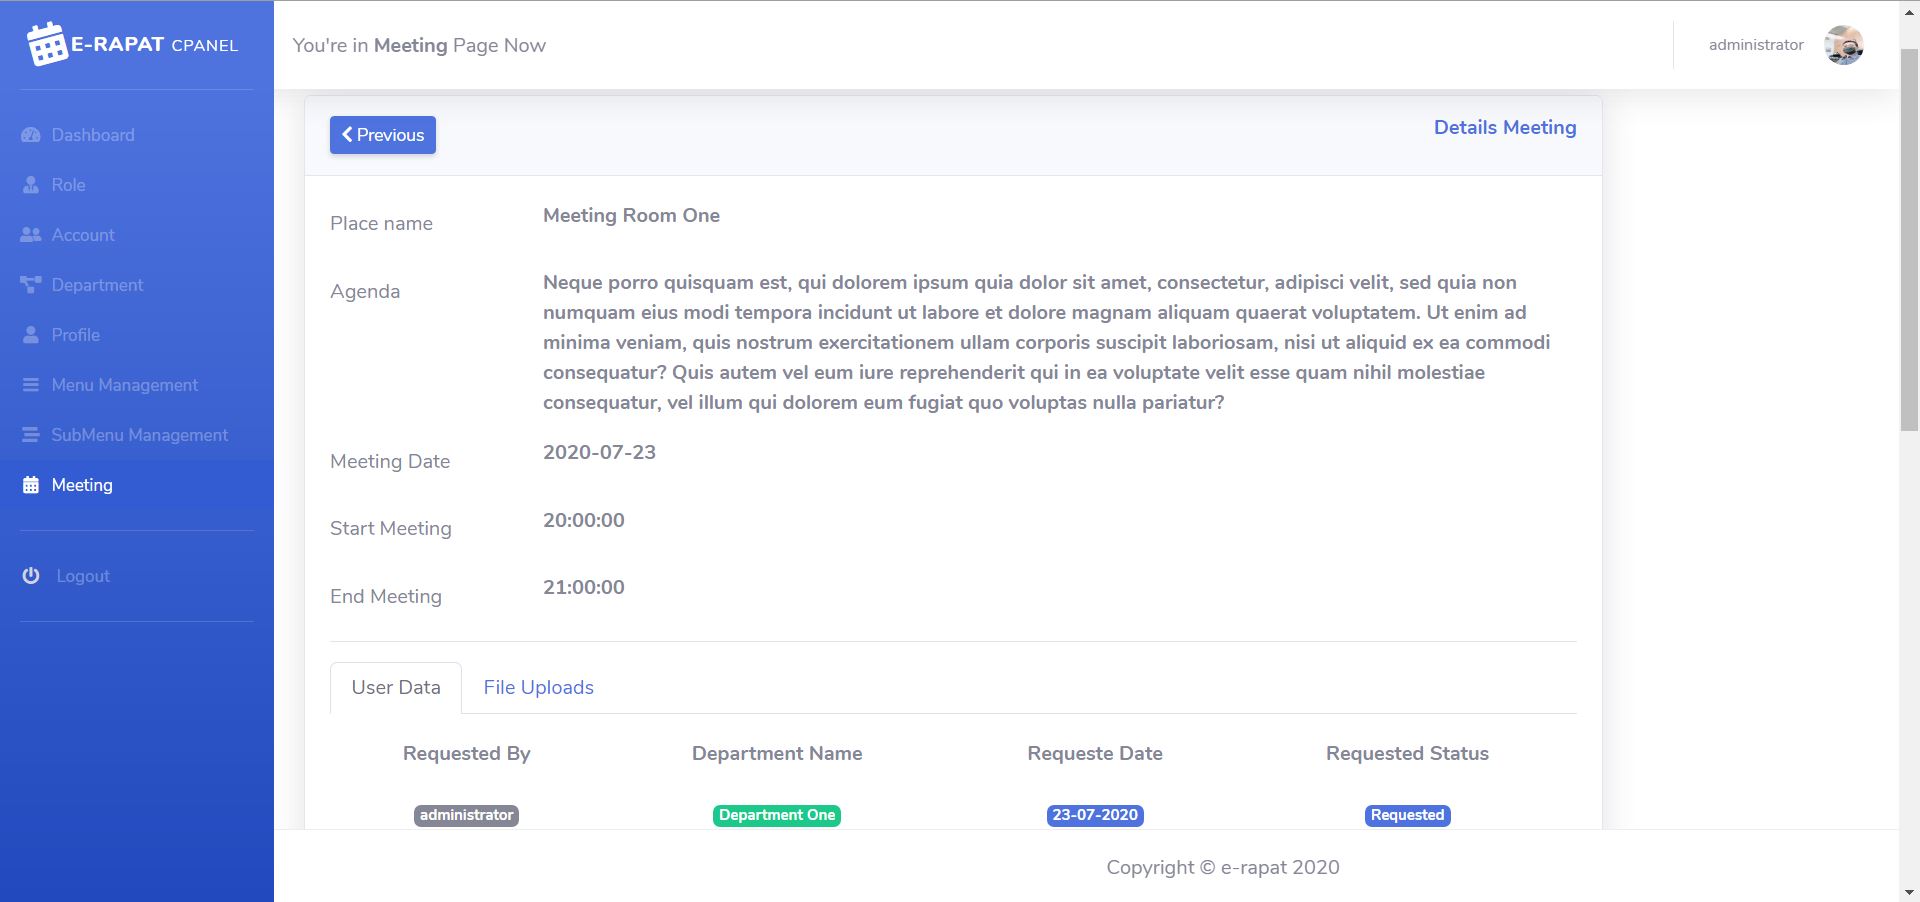 E-RAPAT CPANEL
Dashboard
Role
Account
Department
Profile
Menu Management
SubMenu Management
Meeting
Logout
You're in Meeting Page Now
administrator
Previous
Details Meeting
Place name
Meeting Room One
Agenda
Neque porro quisquam est, qui dolorem ipsum quia dolor sit amet, consectetur, adipisci velit, sed quia non
numquam eius modi tempora incidunt ut labore et dolore magnam aliquam quaerat voluptatem. Ut enim ad
minima veniam, quis nostrum exercitationem ullam corporis suscipit laboriosam, nisi ut aliquid ex ea commodi
consequatur? Quis autem vel eum iure reprehenderit qui in ea voluptate velit esse quam nihil molestiae
consequatur, vel illum qui dolorem eum fugiat quo voluptas nulla pariatur?
Meeting Date
2020-07-23
Start Meeting
20:00:00
End Meeting
21:00:00
User Data
File Uploads
Requested By Department Name Requeste Date Requested Status
administrator Department One 23-07-2020 Requested
Copyright © e-rapat 2020